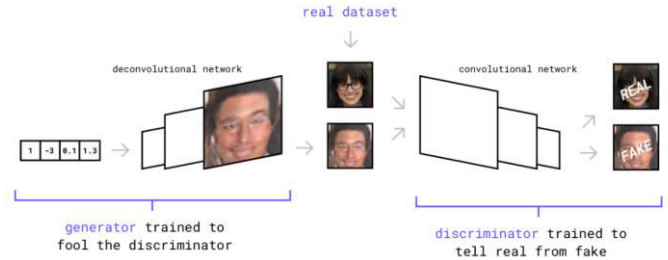 real dataset
deconvolutional network
convolutional network
1 -3 0.1 1.3
REAL
FAKE
generator trained to
fool the discriminator
discriminator trained to
tell real from fake